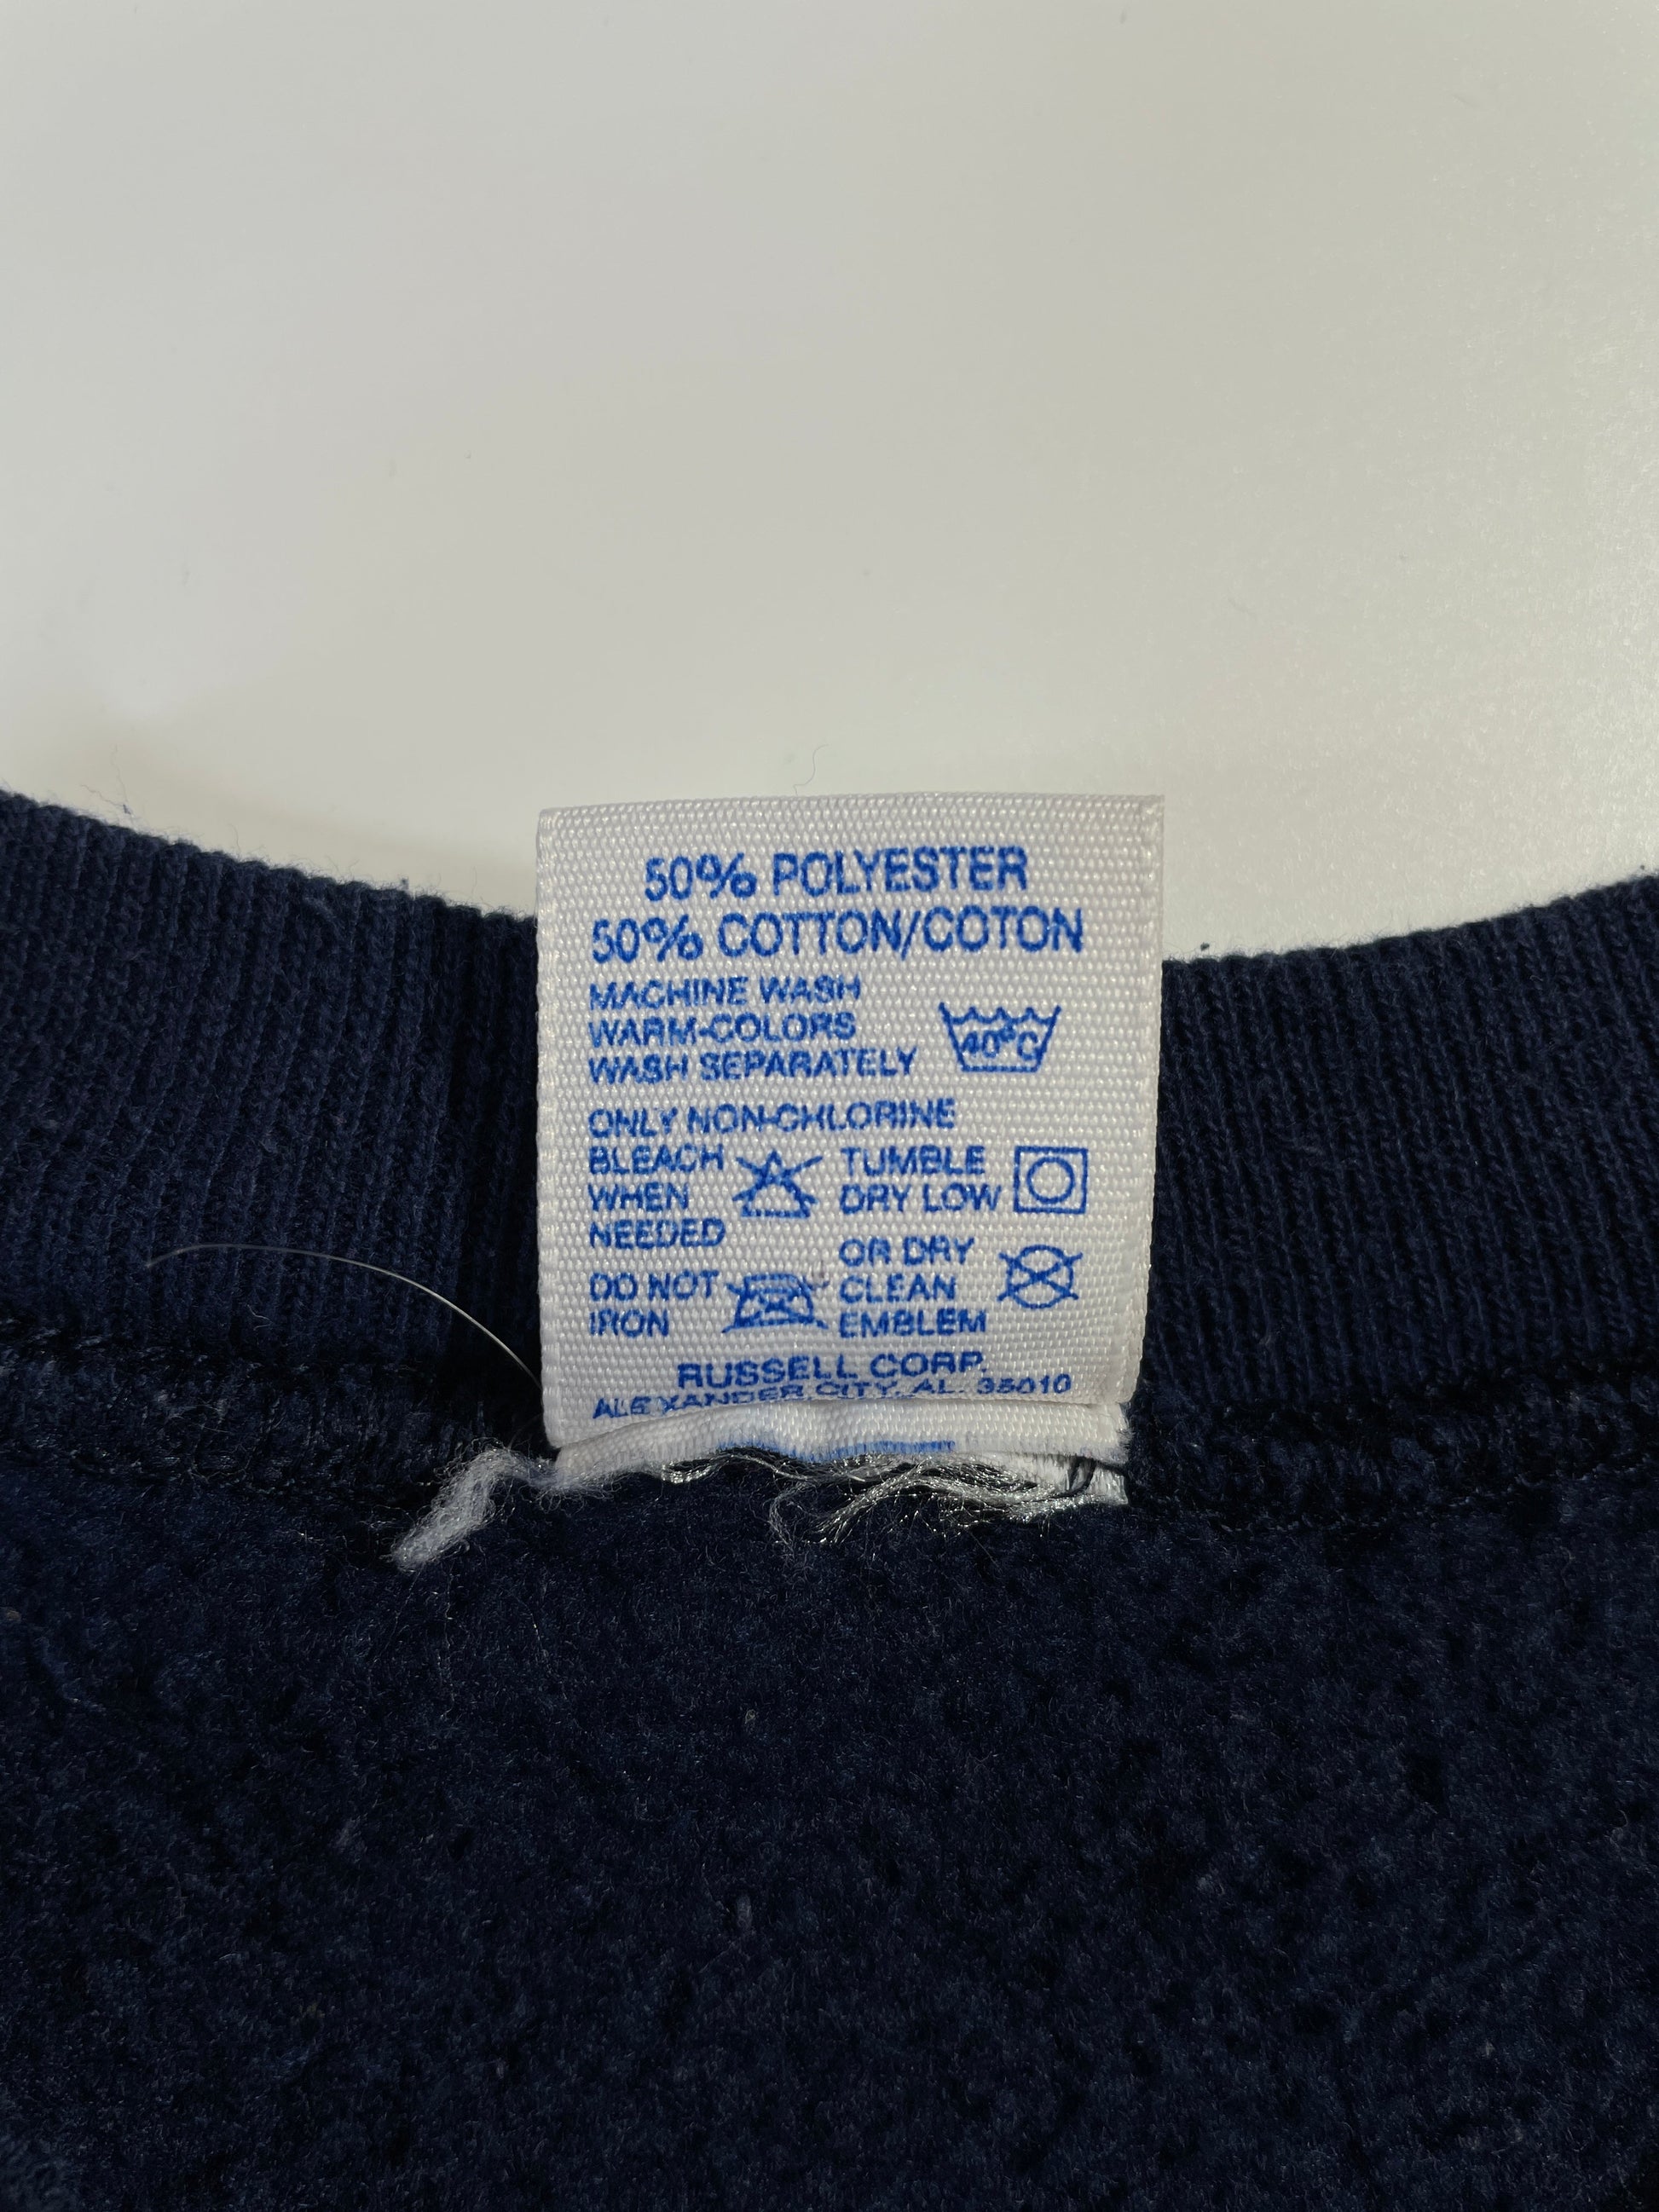 50% POLYESTER
50% COTTON/COTON
MACHINE WASH
WARM-COLORS
WASH SEPARATELY
40°C
ONLY NON-CHLORINE
BLEACH
WHEN
NEEDED
TUMBLE
DRY LOW
DO NOT
IRON
OR DRY
CLEAN
EMBLEM
RUSSELL CORP.
ALEXANDER CITY, AL. 35010